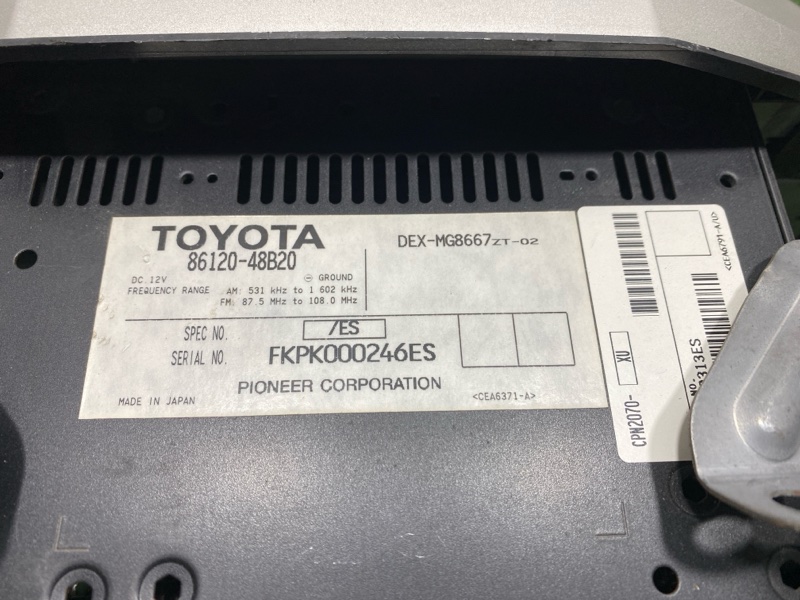 TOYOTA
86120-48B20
DEX-MG8667ZT-02
DC 12V ⊖ GROUND
FREQUENCY RANGE AM: 531 kHz to 1 602 kHz
FM: 87.5 MHz to 108.0 MHz
SPEC NO. /ES
SERIAL NO. FKPK000246ES
PIONEER CORPORATION
MADE IN JAPAN <CEA6371-A>
CPN2070- XU
NO.
313ES
<CEA6791-A/U>